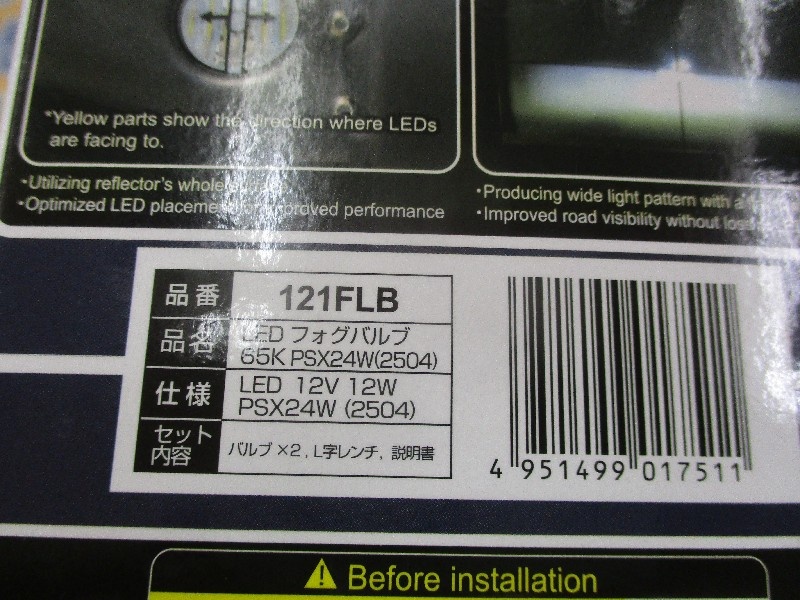 *Yellow parts show the direction where LEDs
are facing to.
・Utilizing reflector's whole
・Optimized LED placement performance
・Producing wide light pattern with a
・Improved road visibility without
品番 121FLB
品名 LED フォグバルブ
65K PSX24W(2504)
仕様 LED 12V 12W
PSX24W (2504)
セット
内容 バルブ×2, L字レンチ, 説明書
4 951499 017511
Before installation